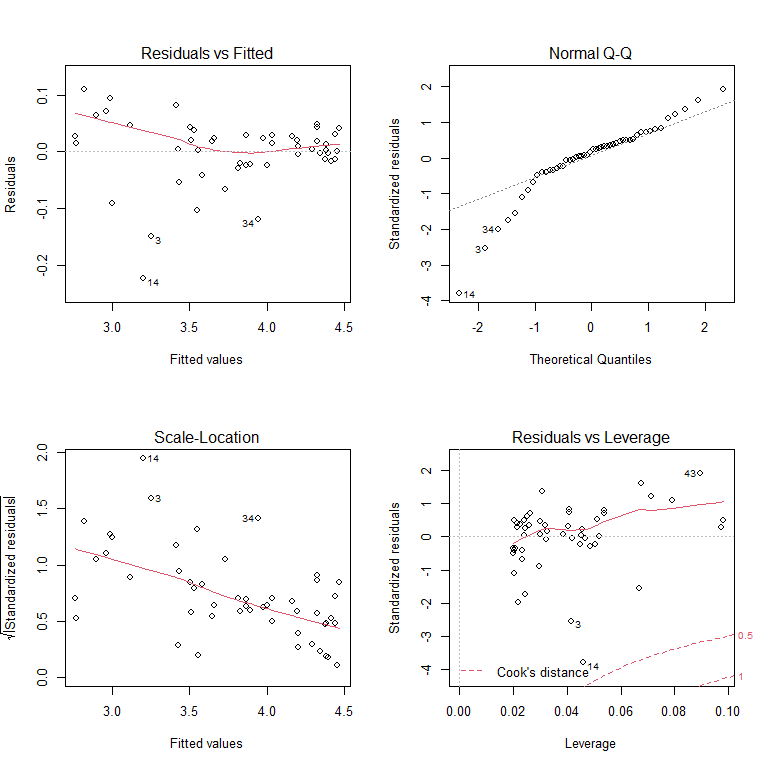 Residuals vs Fitted
Residuals
0.1
0.0
-0.1
-0.2
34
3
14
3.0 3.5 4.0 4.5
Fitted values
Normal Q-Q
Standardized residuals
2
1
0
-1
-2
-3
-4
34
3
14
-2 -1 0 1 2
Theoretical Quantiles
Scale-Location
√|Standardized residuals|
2.0
1.5
1.0
0.5
0.0
14
3
34
3.0 3.5 4.0 4.5
Fitted values
Residuals vs Leverage
Standardized residuals
2
1
0
-1
-2
-3
-4
43
3
14
0.5
1
Cook's distance
0.00 0.02 0.04 0.06 0.08 0.10
Leverage